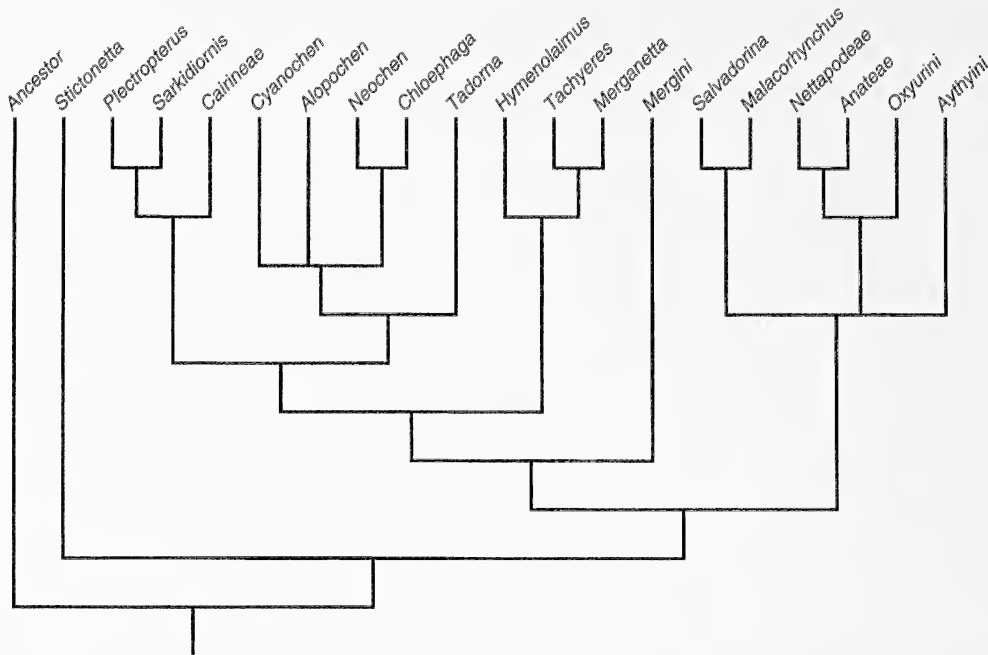 Ancestor
Stictonetta
Plectropterus
Sarkidiornis
Cairineae
Cyanochen
Alopochen
Neochen
Chloephaga
Tadorna
Hymenolaimus
Tachyeres
Merganetta
Mergini
Salvadorina
Malacorhynchus
Nettapodeae
Anateae
Oxyurini
Aythyini